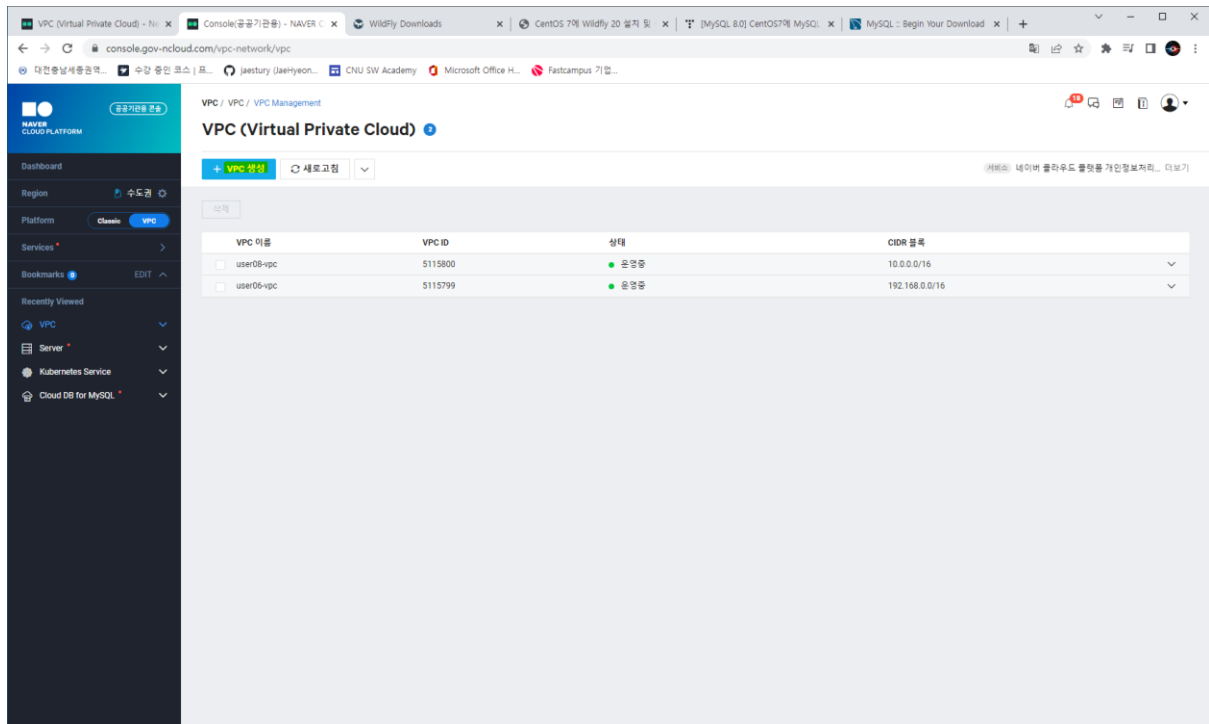 VPC (Virtual Private Cloud) - Ni
Console(공공기관용) - NAVER C
WildFly Downloads
CentOS 7에 Wildfly 20 설치 및
[MySQL 8.0] CentOS7에 MySQL
MySQL :: Begin Your Download
console.gov-ncloud.com/vpc-network/vpc
대전충남세종권역...
수강 중인 코스 | 프...
jaestury (JaeHyeon...
CNU SW Academy
Microsoft Office H...
Fastcampus 기업...
NAVER
CLOUD PLATFORM
공공기관용 콘솔
VPC / VPC / VPC Management
18
VPC (Virtual Private Cloud) 2
Dashboard
+ VPC 생성
새로고침
서비스 네이버 클라우드 플랫폼 개인정보처리... 더보기
Region 수도권
삭제
Platform Classic VPC
Services
VPC 이름 VPC ID 상태 CIDR 블록
user08-vpc 5115800 운영중 10.0.0.0/16
Bookmarks 0 EDIT
user06-vpc 5115799 운영중 192.168.0.0/16
Recently Viewed
VPC
Server
Kubernetes Service
Cloud DB for MySQL